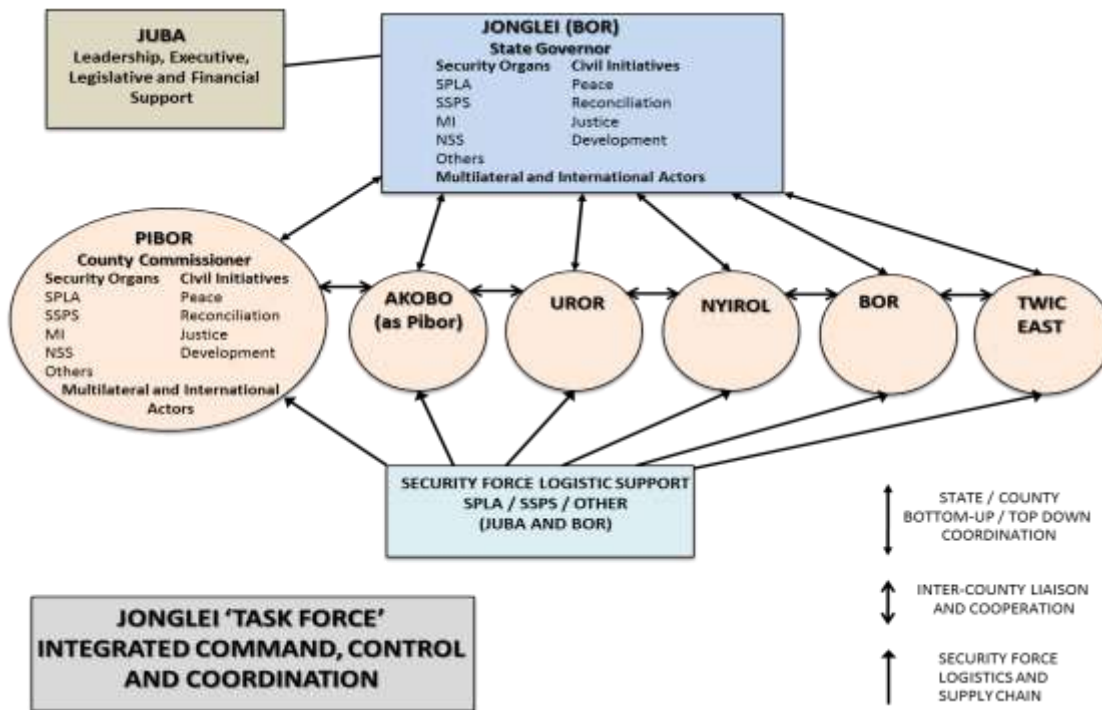 JUBA
Leadership, Executive,
Legislative and Financial
Support
JONGLEI (BOR)
State Governor
Security Organs Civil Initiatives
SPLA Peace
SSPS Reconciliation
MI Justice
NSS Development
Others
Multilateral and International Actors
PIBOR
County Commissioner
Security Organs Civil Initiatives
SPLA Peace
SSPS Reconciliation
MI Justice
NSS Development
Others
Multilateral and International
Actors
AKOBO
(as Pibor)
UROR
NYIROL
BOR
TWIC
EAST
SECURITY FORCE LOGISTIC SUPPORT
SPLA / SSPS / OTHER
(JUBA AND BOR)
STATE / COUNTY
BOTTOM-UP / TOP DOWN
COORDINATION
INTER-COUNTY LIAISON
AND COOPERATION
SECURITY FORCE
LOGISTICS AND
SUPPLY CHAIN
JONGLEI ‘TASK FORCE’
INTEGRATED COMMAND, CONTROL
AND COORDINATION